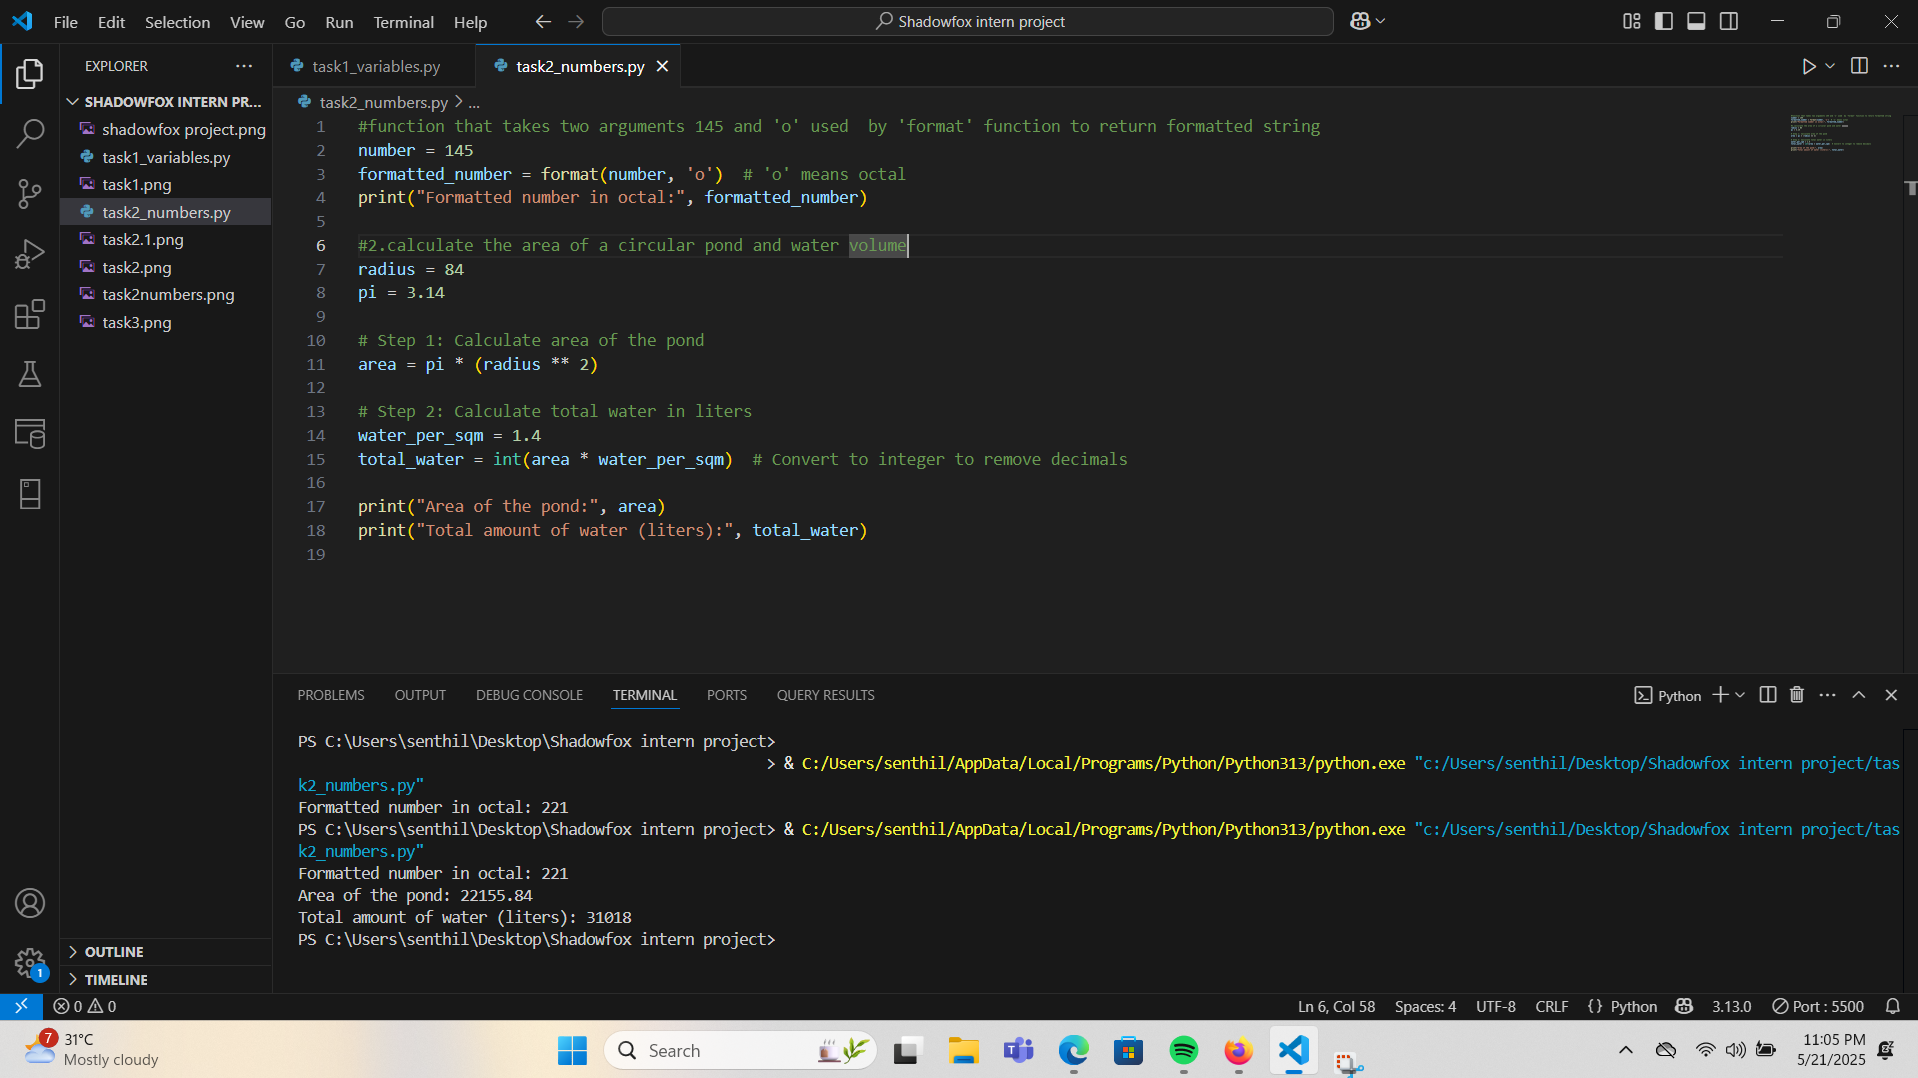 File Edit Selection View Go Run Terminal Help
Shadowfox intern project
EXPLORER
SHADOWFOX INTERN PR...
shadowfox project.png
task1_variables.py
task1.png
task2_numbers.py
task2.1.png
task2.png
task2numbers.png
task3.png
OUTLINE
TIMELINE
task1_variables.py task2_numbers.py
task2_numbers.py > ...
1 #function that takes two arguments 145 and 'o' used  by 'format' function to return formatted string
2 number = 145
3 formatted_number = format(number, 'o')  # 'o' means octal
4 print("Formatted number in octal:", formatted_number)
5
6 #2.calculate the area of a circular pond and water volume
7 radius = 84
8 pi = 3.14
9
10 # Step 1: Calculate area of the pond
11 area = pi * (radius ** 2)
12
13 # Step 2: Calculate total water in liters
14 water_per_sqm = 1.4
15 total_water = int(area * water_per_sqm)  # Convert to integer to remove decimals
16
17 print("Area of the pond:", area)
18 print("Total amount of water (liters):", total_water)
19
PROBLEMS OUTPUT DEBUG CONSOLE TERMINAL PORTS QUERY RESULTS
Python
PS C:\Users\senthil\Desktop\Shadowfox intern project>
> & C:/Users/senthil/AppData/Local/Programs/Python/Python313/python.exe "c:/Users/senthil/Desktop/Shadowfox intern project/tas
k2_numbers.py"
Formatted number in octal: 221
PS C:\Users\senthil\Desktop\Shadowfox intern project> & C:/Users/senthil/AppData/Local/Programs/Python/Python313/python.exe "c:/Users/senthil/Desktop/Shadowfox intern project/tas
k2_numbers.py"
Formatted number in octal: 221
Area of the pond: 22155.84
Total amount of water (liters): 31018
PS C:\Users\senthil\Desktop\Shadowfox intern project>
1
0 0
Ln 6, Col 58 Spaces: 4 UTF-8 CRLF {} Python 3.13.0 Port : 5500
7 31°C
Mostly cloudy
Search
11:05 PM
5/21/2025